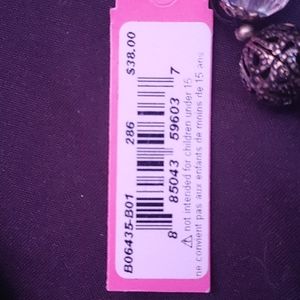 B06435-B01 286 $38.00
8 85043 59603 7
⚠ not intended for children under 15
ne convient pas aux enfants de moins de 15 ans